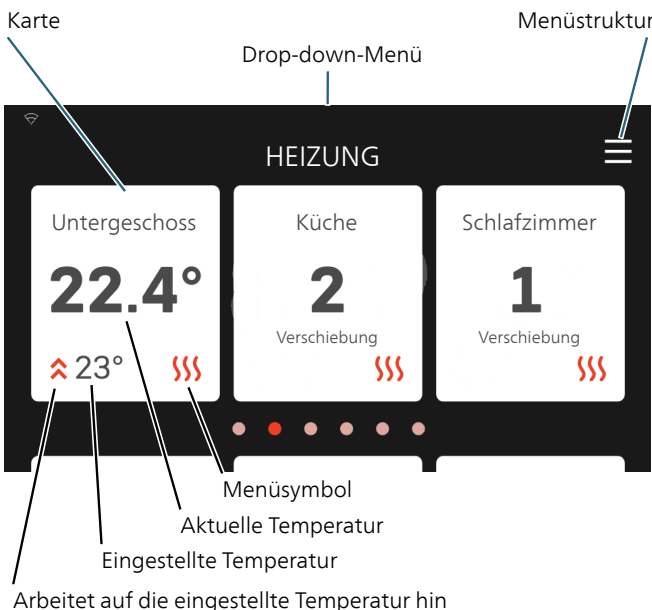 Karte
Menüstruktur
Drop-down-Menü
HEIZUNG
Untergeschoss
Küche
Schlafzimmer
22.4°
2
1
Verschiebung
Verschiebung
23°
Menüsymbol
Aktuelle Temperatur
Eingestellte Temperatur
Arbeitet auf die eingestellte Temperatur hin